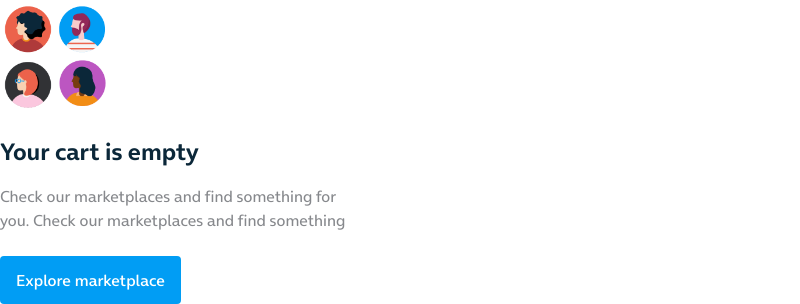 Your cart is empty
Check our marketplaces and find something for
you. Check our marketplaces and find something
Explore marketplace